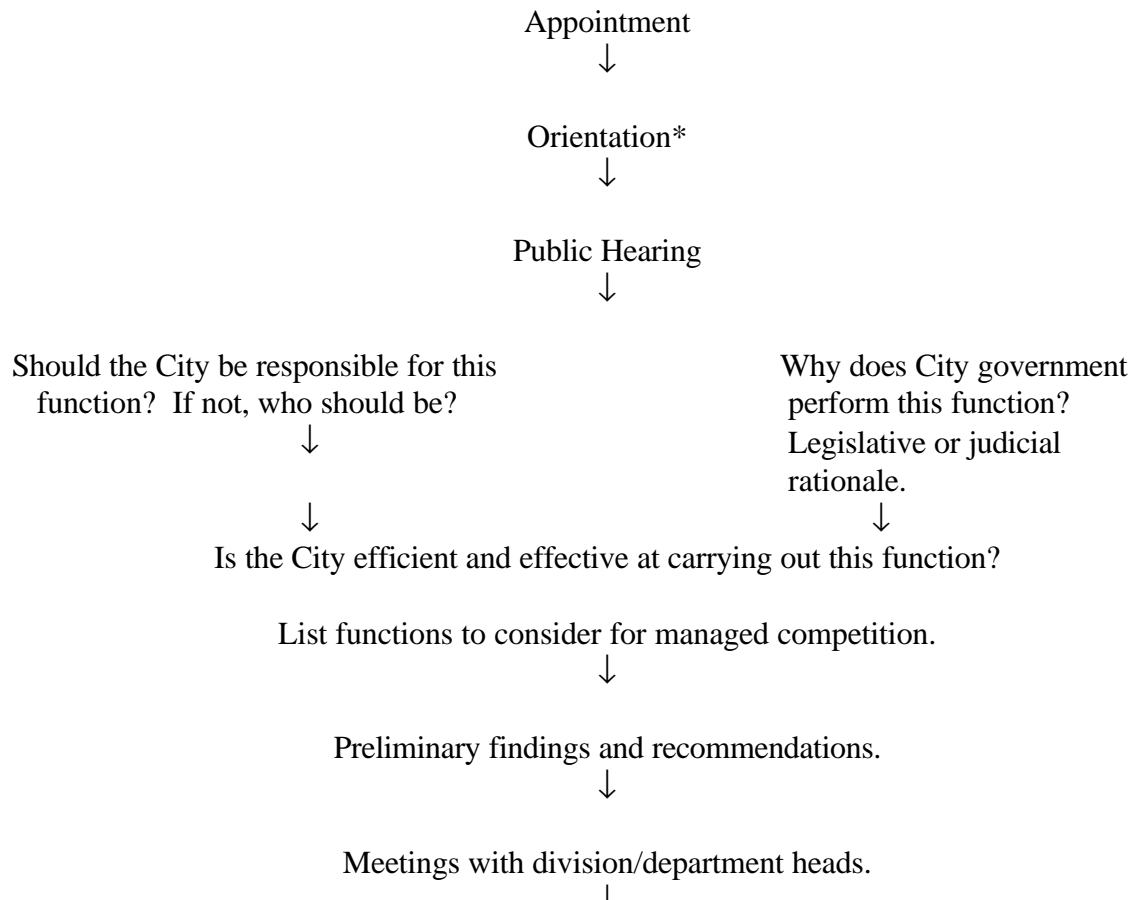 Appointment
↓
Orientation*
↓
Public Hearing
↓
Should the City be responsible for this
function? If not, who should be?
↓
↓
Why does City government
perform this function?
Legislative or judicial
rationale.
↓
Is the City efficient and effective at carrying out this function?
List functions to consider for managed competition.
↓
Preliminary findings and recommendations.
↓
Meetings with division/department heads.